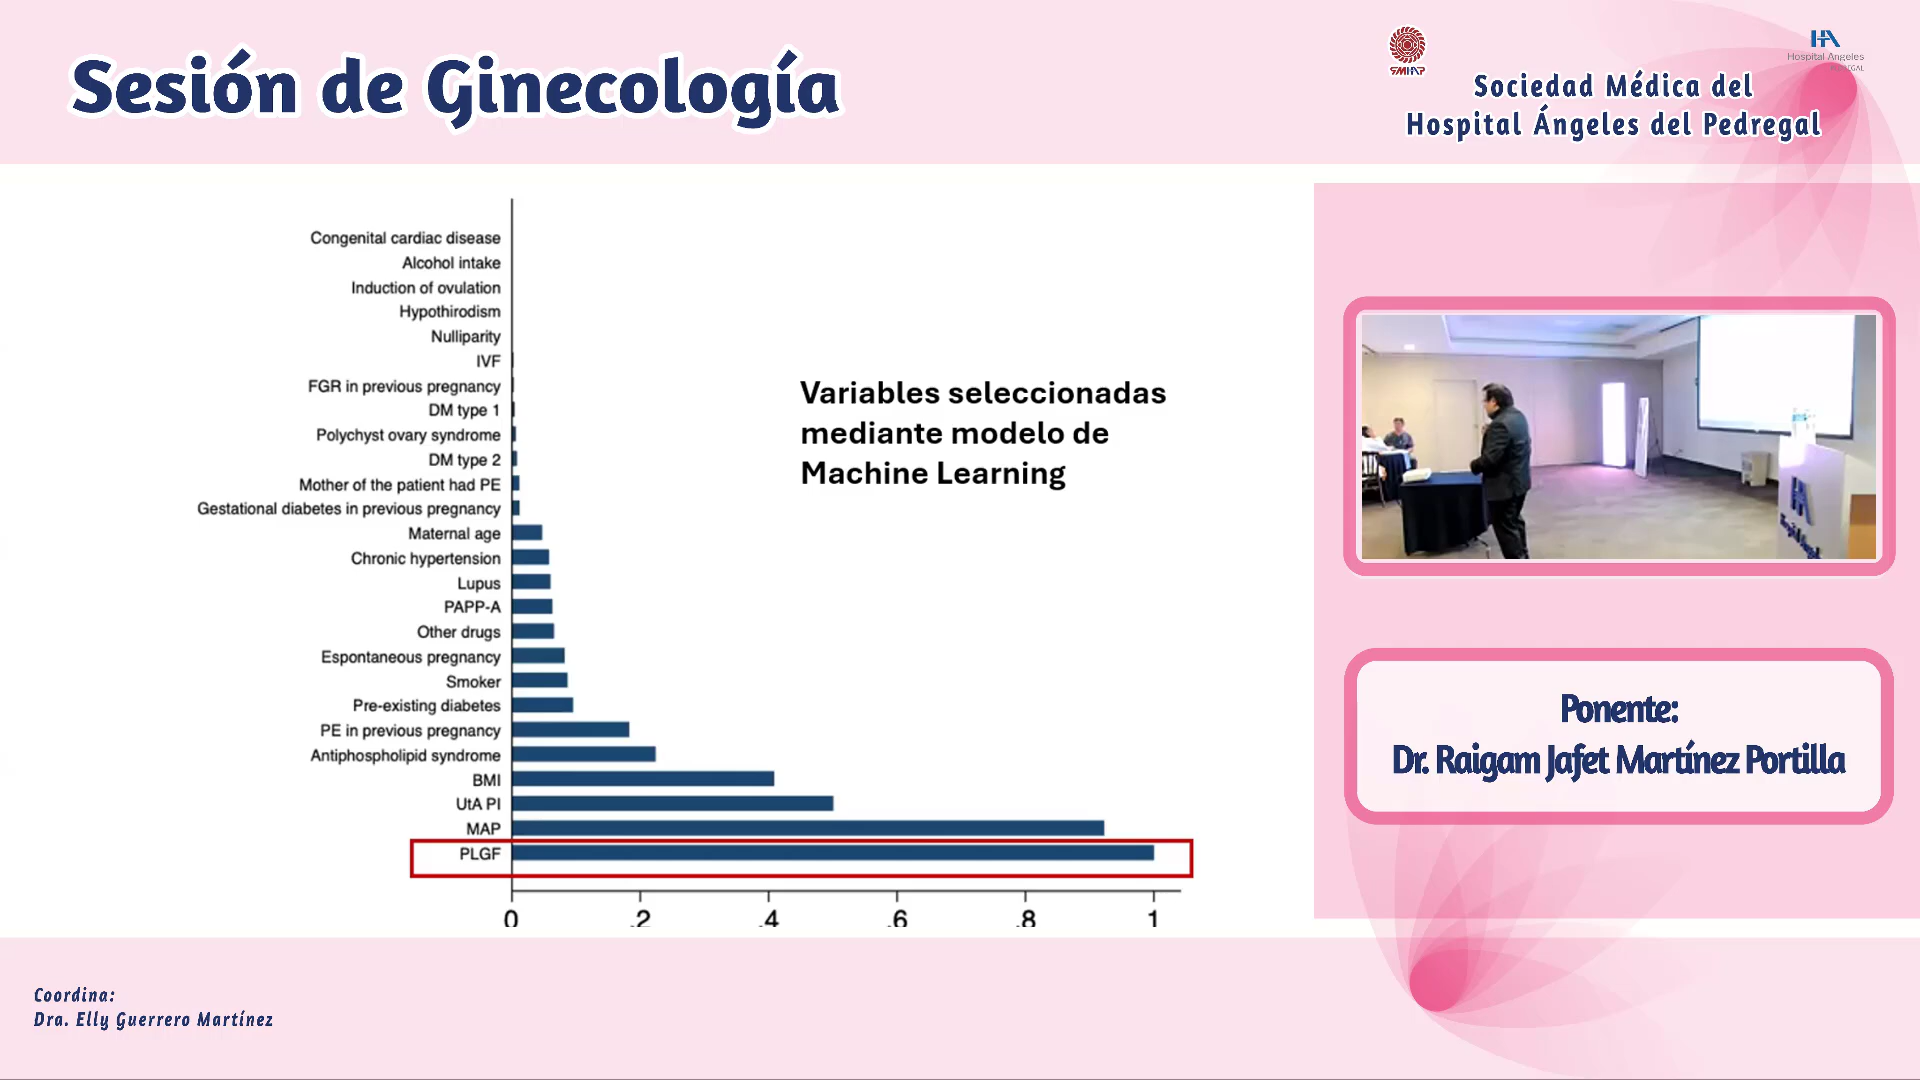 Sesión de Ginecología
SMHAP
HA
Hospital Ángeles
Sociedad Médica del
Hospital Ángeles del Pedregal
Congenital cardiac disease
Alcohol intake
Induction of ovulation
Hypothirodism
Nulliparity
IVF
FGR in previous pregnancy
DM type 1
Polychyst ovary syndrome
DM type 2
Mother of the patient had PE
Gestational diabetes in previous pregnancy
Maternal age
Chronic hypertension
Lupus
PAPP-A
Other drugs
Espontaneous pregnancy
Smoker
Pre-existing diabetes
PE in previous pregnancy
Antiphospholipid syndrome
BMI
UtA PI
MAP
PLGF
0 .2 .4 .6 .8 1
Variables seleccionadas
mediante modelo de
Machine Learning
Ponente:
Dr. Raigam Jafet Martínez Portilla
Coordina:
Dra. Elly Guerrero Martínez